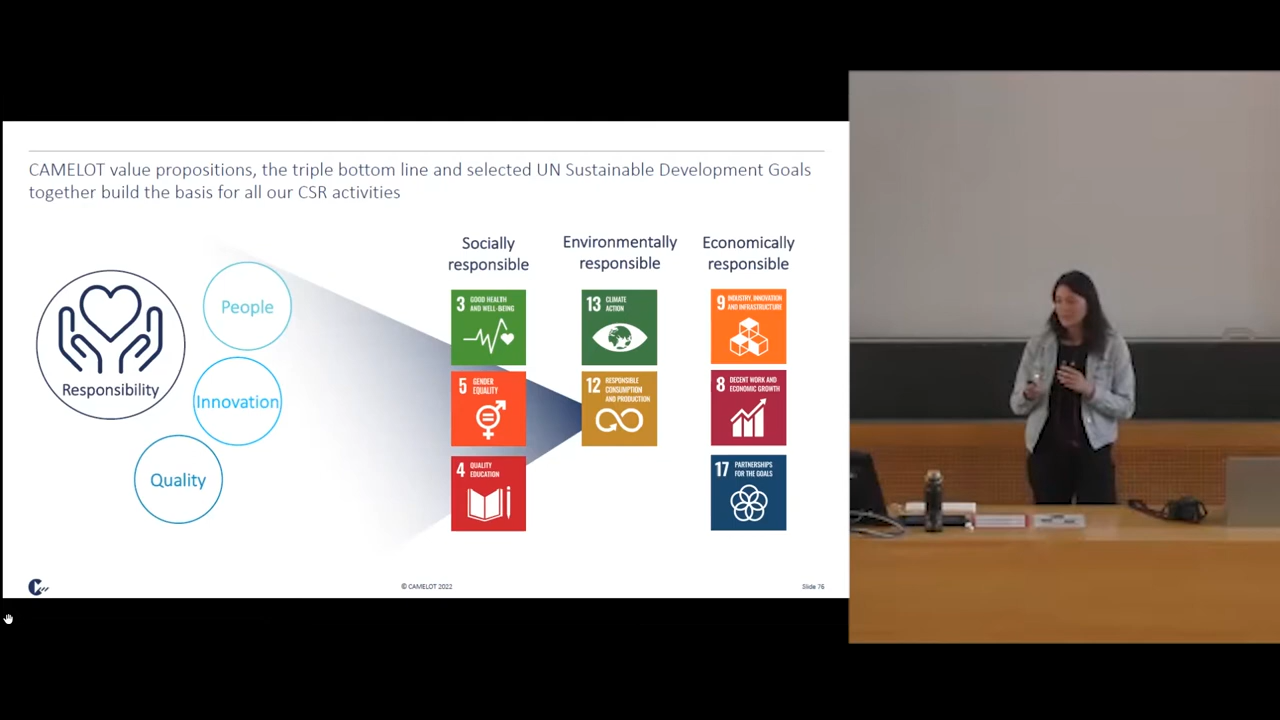 CAMELOT value propositions, the triple bottom line and selected UN Sustainable Development Goals
together build the basis for all our CSR activities
Responsibility
People
Innovation
Quality
Socially
responsible
3 GOOD HEALTH
AND WELL-BEING
5 GENDER
EQUALITY
4 QUALITY
EDUCATION
Environmentally
responsible
13 CLIMATE
ACTION
12 RESPONSIBLE
CONSUMPTION
AND PRODUCTION
Economically
responsible
9 INDUSTRY, INNOVATION
AND INFRASTRUCTURE
8 DECENT WORK AND
ECONOMIC GROWTH
17 PARTNERSHIPS
FOR THE GOALS
© CAMELOT 2022
Slide 76